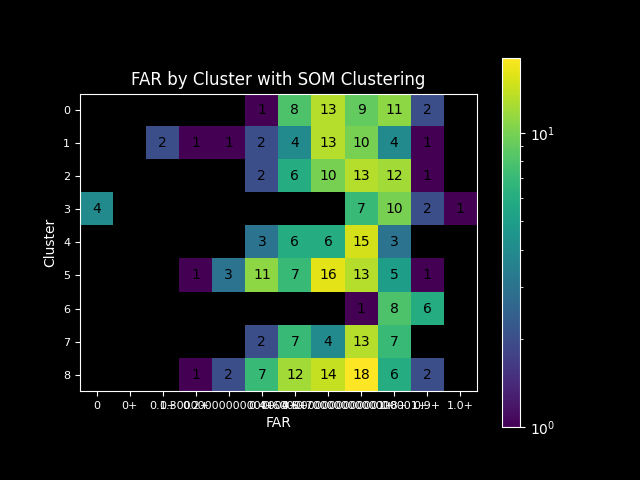 FAR by Cluster with SOM Clustering
0 1 8 13 9 11 2
1 2 1 1 2 4 13 10 4 1
2 2 6 10 13 12 1
3 4 7 10 2 1
4 3 6 6 15 3
5 1 3 11 7 16 13 5 1
6 1 8 6
7 2 7 4 13 7
8 1 2 7 12 14 18 6 2
Cluster
0 0+ 1.0+
FAR
10¹
10⁰